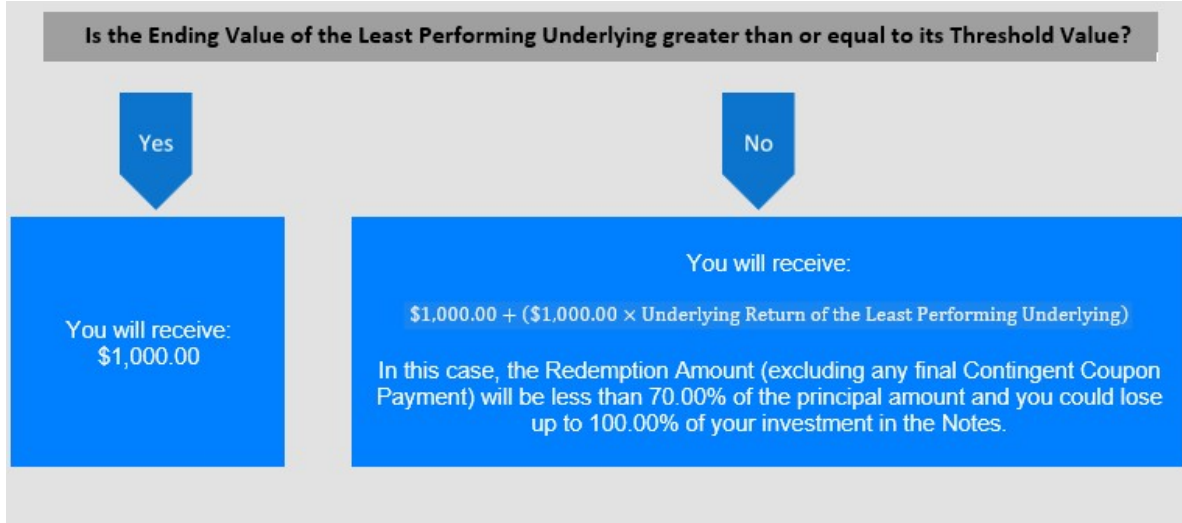 Is the Ending Value of the Least Performing Underlying greater than or equal to its Threshold Value?
Yes
No
You will receive:
$1,000.00
You will receive:
$1,000.00 + ($1,000.00 × Underlying Return of the Least Performing Underlying)
In this case, the Redemption Amount (excluding any final Contingent Coupon
Payment) will be less than 70.00% of the principal amount and you could lose
up to 100.00% of your investment in the Notes.